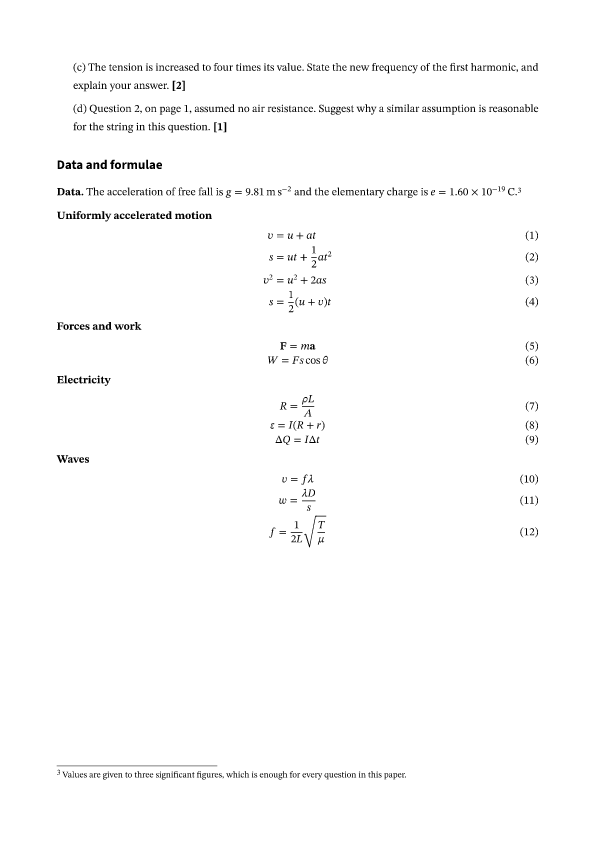 (c) The tension is increased to four times its value. State the new frequency of the first harmonic, and
explain your answer. [2]
(d) Question 2, on page 1, assumed no air resistance. Suggest why a similar assumption is reasonable
for the string in this question. [1]
Data and formulae
Data. The acceleration of free fall is g = 9.81 m s⁻² and the elementary charge is e = 1.60 × 10⁻¹⁹ C.³
Uniformly accelerated motion
v = u + at (1)
s = ut + 1/2 at² (2)
v² = u² + 2as (3)
s = 1/2 (u + v)t (4)
Forces and work
F = ma (5)
W = Fs cos θ (6)
Electricity
R = ρL/A (7)
ε = I(R + r) (8)
ΔQ = IΔt (9)
Waves
v = fλ (10)
w = λD/s (11)
f = 1/2L √(T/μ) (12)
³ Values are given to three significant figures, which is enough for every question in this paper.